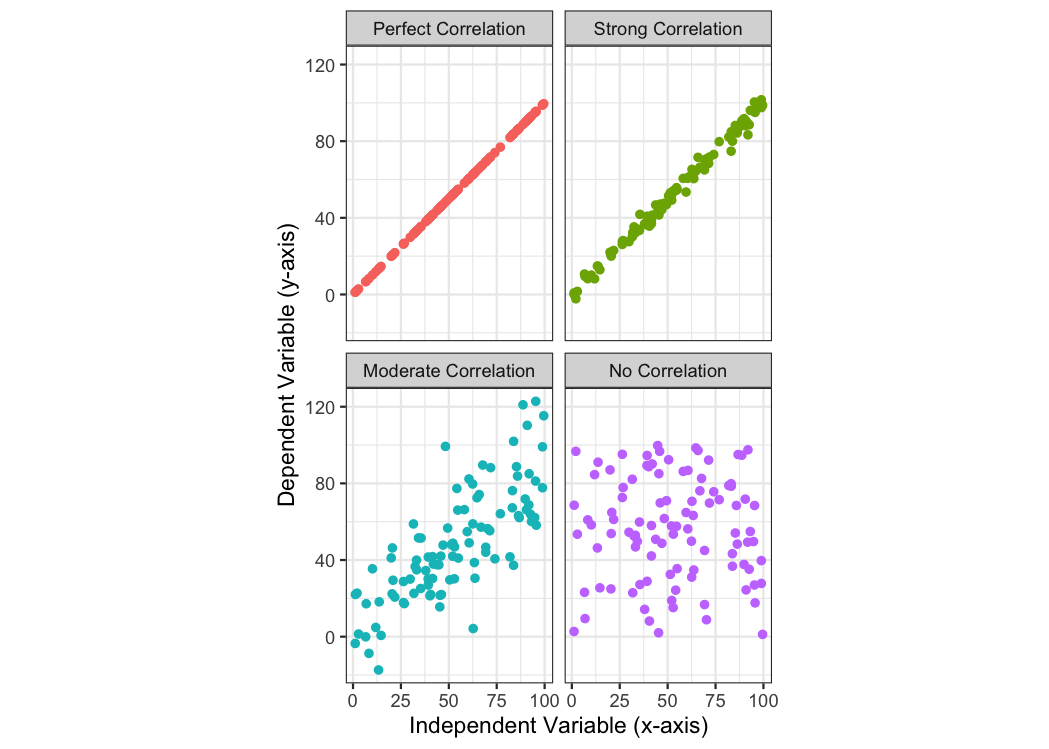 Perfect Correlation
Strong Correlation
120
80
40
0
Moderate Correlation
No Correlation
120
80
40
0
0 25 50 75 100
0 25 50 75 100
Independent Variable (x-axis)
Dependent Variable (y-axis)